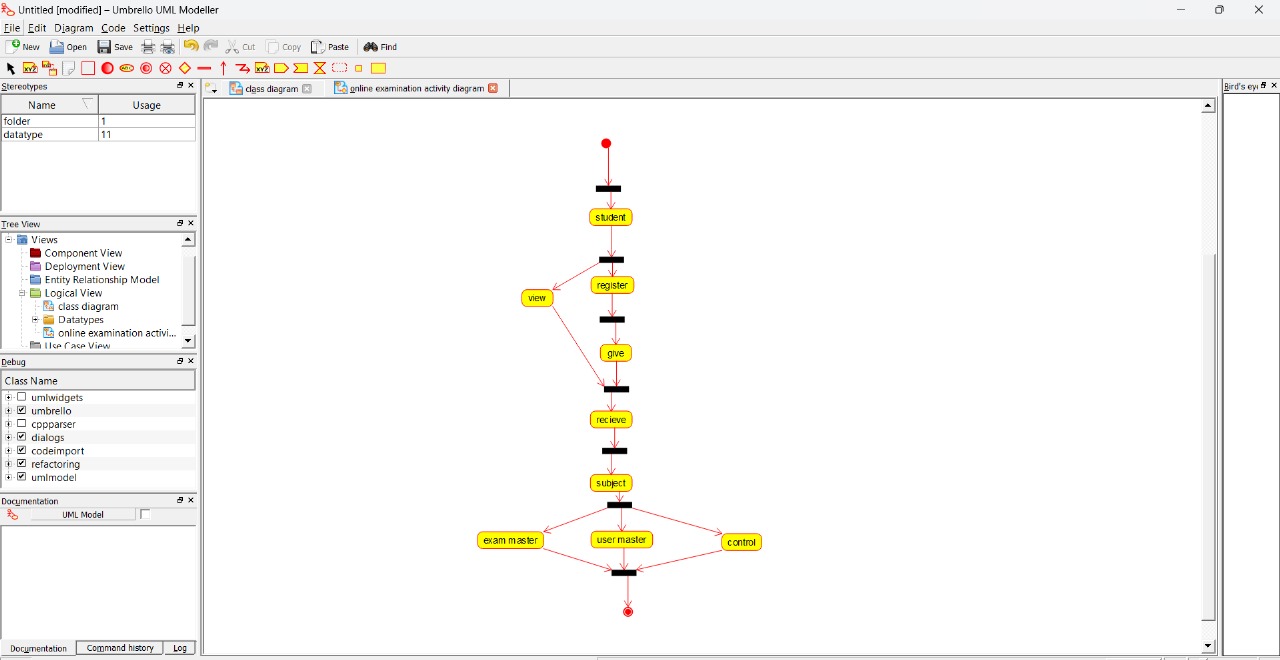 Untitled [modified] – Umbrello UML Modeller
File Edit Diagram Code Settings Help
New Open Save Cut Copy Paste Find
Stereotypes
Name Usage
folder 1
datatype 11
Tree View
Views
Component View
Deployment View
Entity Relationship Model
Logical View
class diagram
Datatypes
online examination activi...
Use Case View
Debug
Class Name
umlwidgets
umbrello
cppparser
dialogs
codeimport
refactoring
umlmodel
Documentation
UML Model
Documentation Command history Log
class diagram online examination activity diagram
student
register
view
give
recieve
subject
exam master user master control
Bird's eye